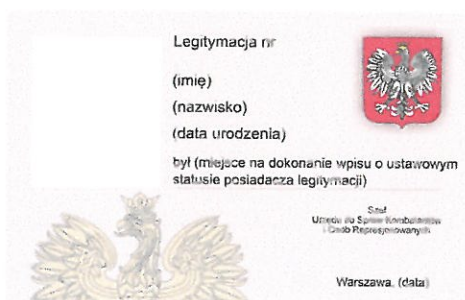 Legitymacja nr
(imię)
(nazwisko)
(data urodzenia)
był (miejsce na dokonanie wpisu o ustawowym
statusie posiadacza legitymacji)
Szef
Urzędu do Spraw Kombatantów
i Osób Represjonowanych
Warszawa, (data)